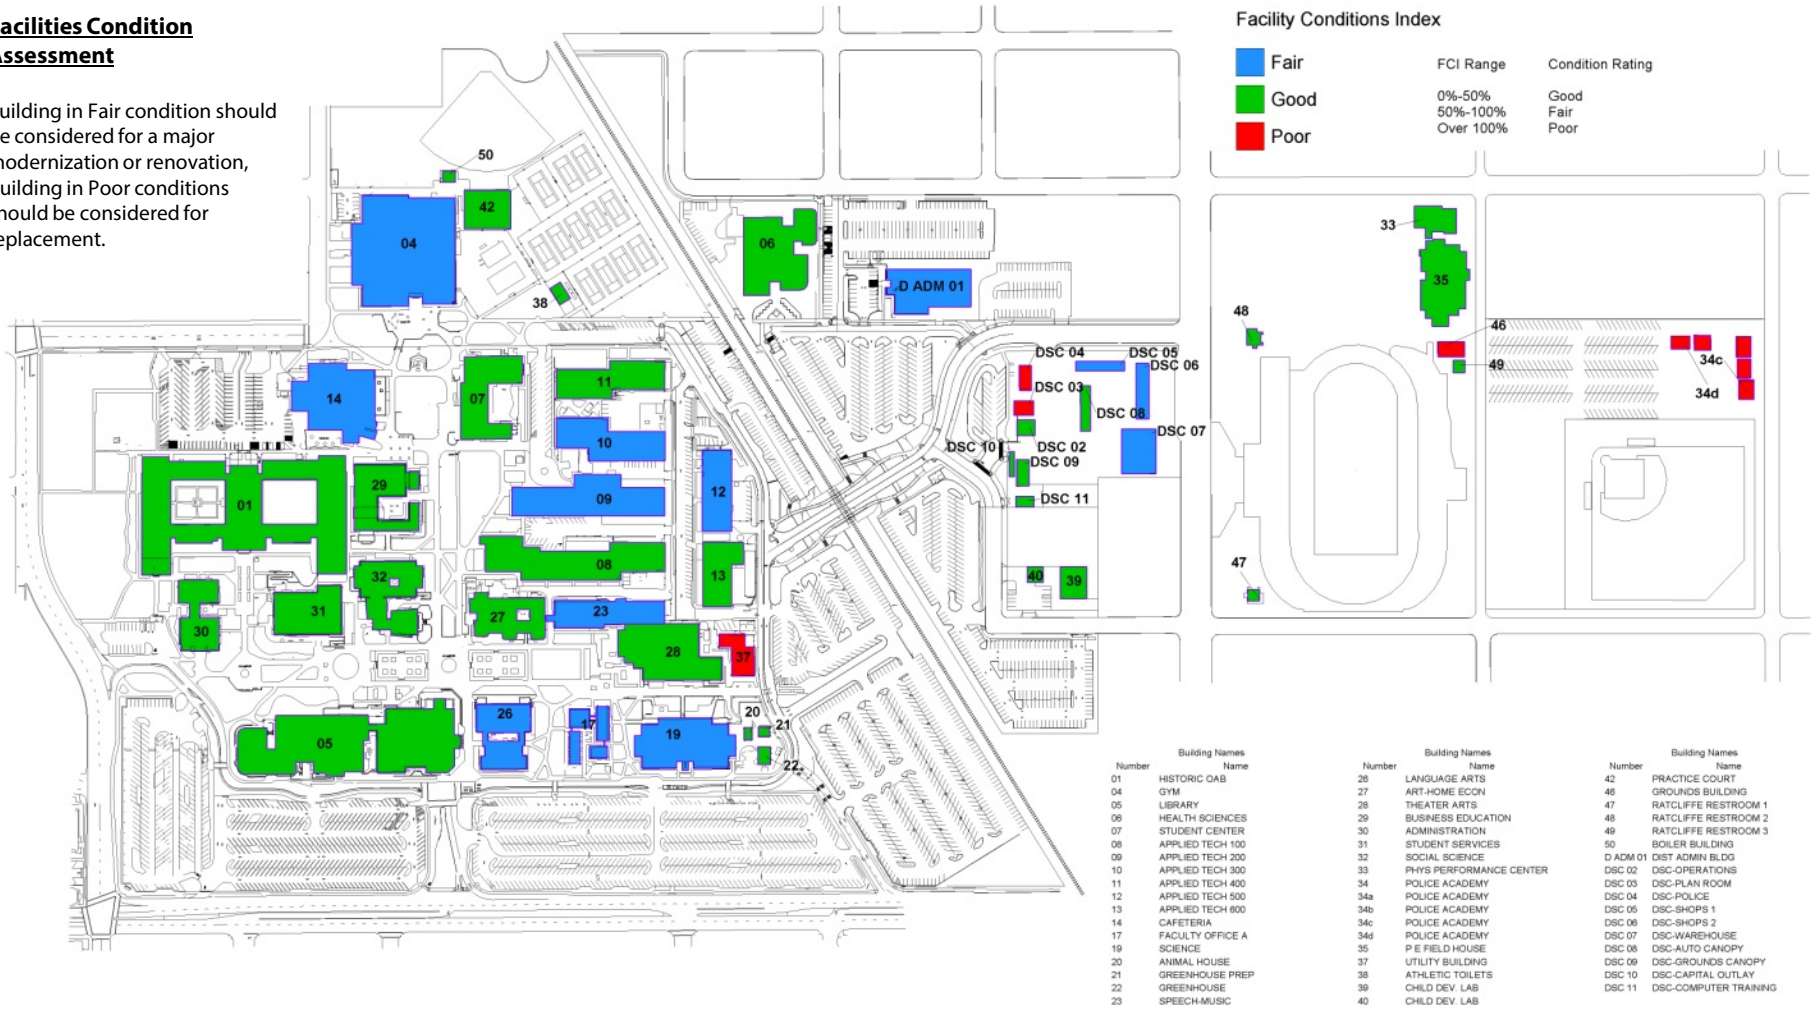 acilities Condition
ssessment
uilding in Fair condition should
e considered for a major
nodernization or renovation,
uilding in Poor conditions
hould be considered for
eplacement.
Facility Conditions Index
Fair
Good
Poor
FCI Range Condition Rating
0%-50% Good
50%-100% Fair
Over 100% Poor
50
42
04
38
06
D ADM 01
33
35
48
46
49
34c
34d
DSC 04
DSC 05
DSC 06
DSC 03
DSC 08
DSC 07
DSC 10
DSC 02
DSC 09
DSC 11
14
07
11
10
09
12
01
29
08
13
32
40
39
47
30
31
27
23
28
37
05
26
17
19
20
21
22
Building Names
Number Name
01 HISTORIC OAB
04 GYM
05 LIBRARY
06 HEALTH SCIENCES
07 STUDENT CENTER
08 APPLIED TECH 100
09 APPLIED TECH 200
10 APPLIED TECH 300
11 APPLIED TECH 400
12 APPLIED TECH 500
13 APPLIED TECH 600
14 CAFETERIA
17 FACULTY OFFICE A
19 SCIENCE
20 ANIMAL HOUSE
21 GREENHOUSE PREP
22 GREENHOUSE
23 SPEECH-MUSIC
Building Names
Number Name
26 LANGUAGE ARTS
27 ART-HOME ECON
28 THEATER ARTS
29 BUSINESS EDUCATION
30 ADMINISTRATION
31 STUDENT SERVICES
32 SOCIAL SCIENCE
33 PHYS PERFORMANCE CENTER
34 POLICE ACADEMY
34a POLICE ACADEMY
34b POLICE ACADEMY
34c POLICE ACADEMY
34d POLICE ACADEMY
35 P E FIELD HOUSE
37 UTILITY BUILDING
38 ATHLETIC TOILETS
39 CHILD DEV. LAB
40 CHILD DEV. LAB
Building Names
Number Name
42 PRACTICE COURT
46 GROUNDS BUILDING
47 RATCLIFFE RESTROOM 1
48 RATCLIFFE RESTROOM 2
49 RATCLIFFE RESTROOM 3
50 BOILER BUILDING
D ADM 01 DIST ADMIN BLDG
DSC 02 DSC-OPERATIONS
DSC 03 DSC-PLAN ROOM
DSC 04 DSC-POLICE
DSC 05 DSC-SHOPS 1
DSC 06 DSC-SHOPS 2
DSC 07 DSC-WAREHOUSE
DSC 08 DSC-AUTO CANOPY
DSC 09 DSC-GROUNDS CANOPY
DSC 10 DSC-CAPITAL OUTLAY
DSC 11 DSC-COMPUTER TRAINING